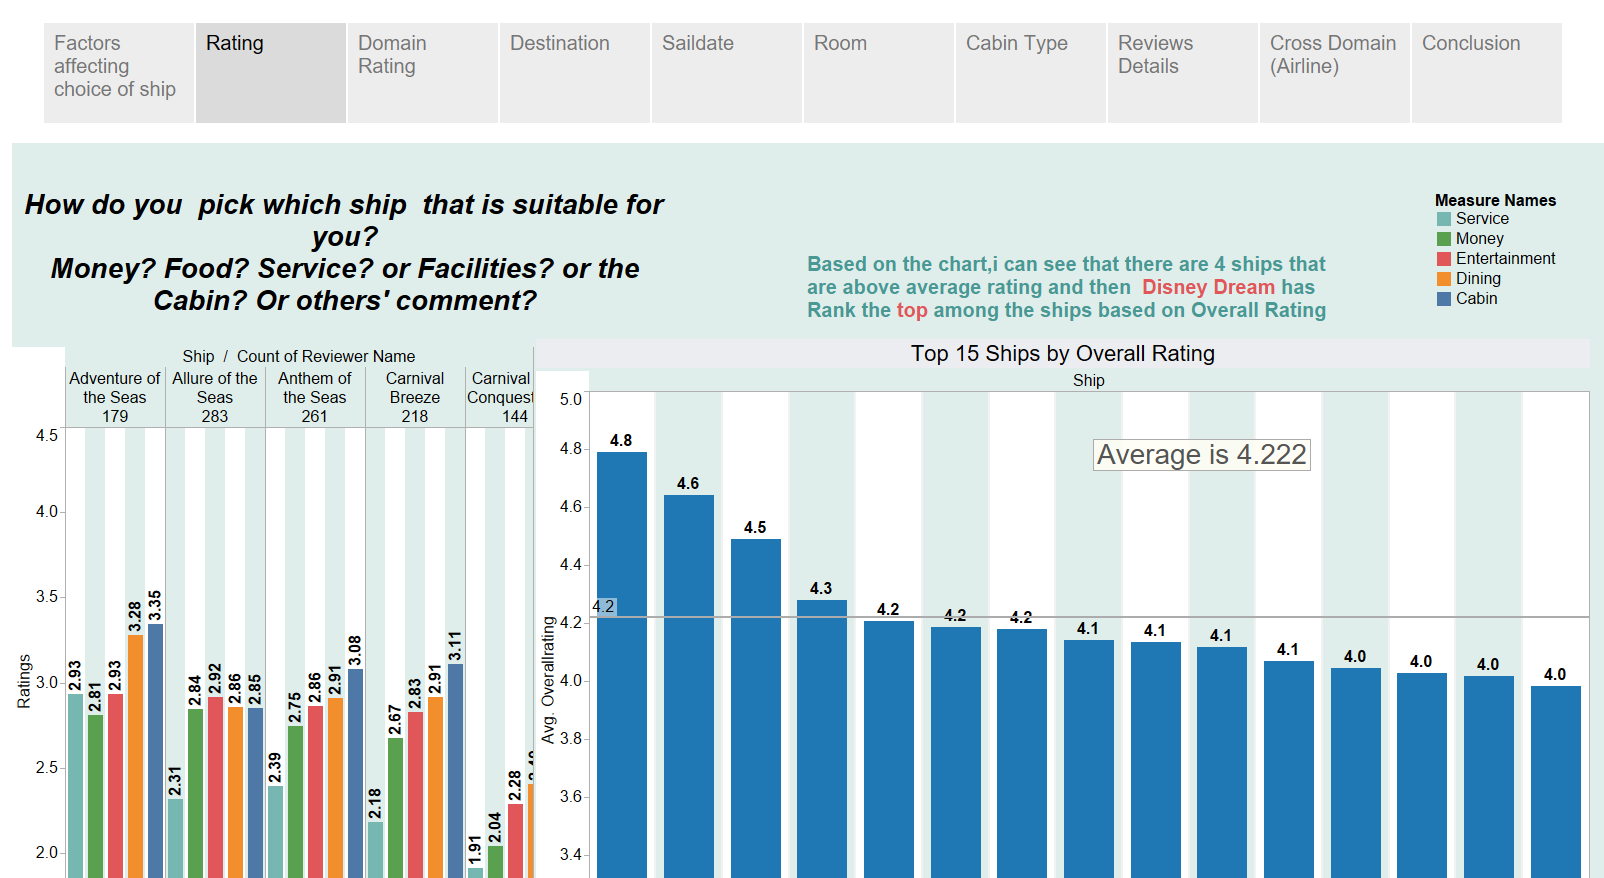 Factors
affecting
choice of ship
Rating
Domain
Rating
Destination
Saildate
Room
Cabin Type
Reviews
Details
Cross Domain
(Airline)
Conclusion
How do you  pick which ship  that is suitable for
you?
Money? Food? Service? or Facilities? or the
Cabin? Or others' comment?
Based on the chart,i can see that there are 4 ships that
are above average rating and then  Disney Dream has
Rank the top among the ships based on Overall Rating
Measure Names
Service
Money
Entertainment
Dining
Cabin
Ship  /  Count of Reviewer Name
Adventure of
the Seas
179
Allure of the
Seas
283
Anthem of
the Seas
261
Carnival
Breeze
218
Carnival
Conquest
144
4.5
4.0
3.5
3.0
2.5
2.0
Ratings
2.93
2.81
2.93
3.28
3.35
2.31
2.84
2.92
2.86
2.85
2.39
2.75
2.86
2.91
3.08
2.18
2.67
2.83
2.91
3.11
1.91
2.04
2.28
Top 15 Ships by Overall Rating
Ship
5.0
4.8
4.6
4.4
4.2
4.0
3.8
3.6
3.4
Avg. Overallrating
Average is 4.222
4.2
4.8
4.6
4.5
4.3
4.2
4.2
4.2
4.1
4.1
4.1
4.1
4.0
4.0
4.0
4.0